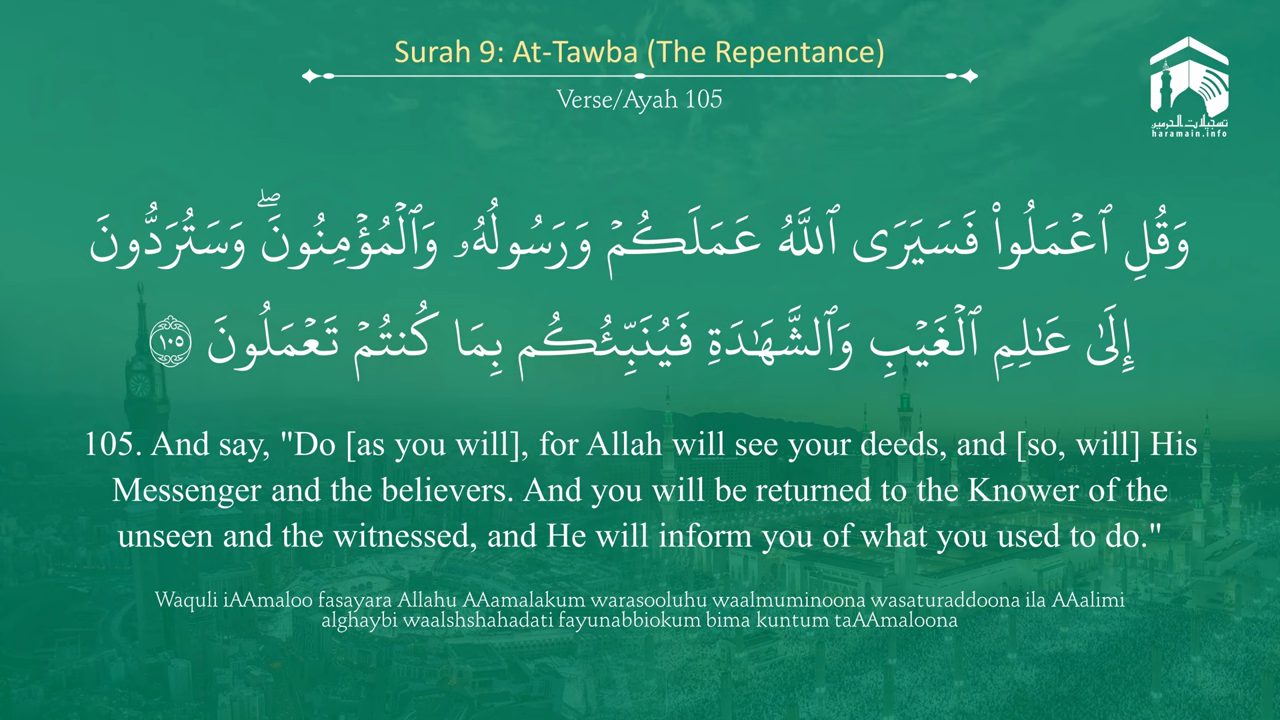 Surah 9: At-Tawba (The Repentance)
Verse/Ayah 105
تسجيلات الحرمين
haramain.info
وَقُلِ ٱعْمَلُوا۟ فَسَيَرَى ٱللَّهُ عَمَلَكُمْ وَرَسُولُهُۥ وَٱلْمُؤْمِنُونَ ۖ وَسَتُرَدُّونَ
إِلَىٰ عَـٰلِمِ ٱلْغَيْبِ وَٱلشَّهَـٰدَةِ فَيُنَبِّئُكُم بِمَا كُنتُمْ تَعْمَلُونَ ١٠٥
105. And say, "Do [as you will], for Allah will see your deeds, and [so, will] His
Messenger and the believers. And you will be returned to the Knower of the
unseen and the witnessed, and He will inform you of what you used to do."
Waquli iAAmaloo fasayara Allahu AAamalakum warasooluhu waalmuminoona wasaturaddoona ila AAalimi
alghaybi waalshshahadati fayunabbiokum bima kuntum taAAmaloona